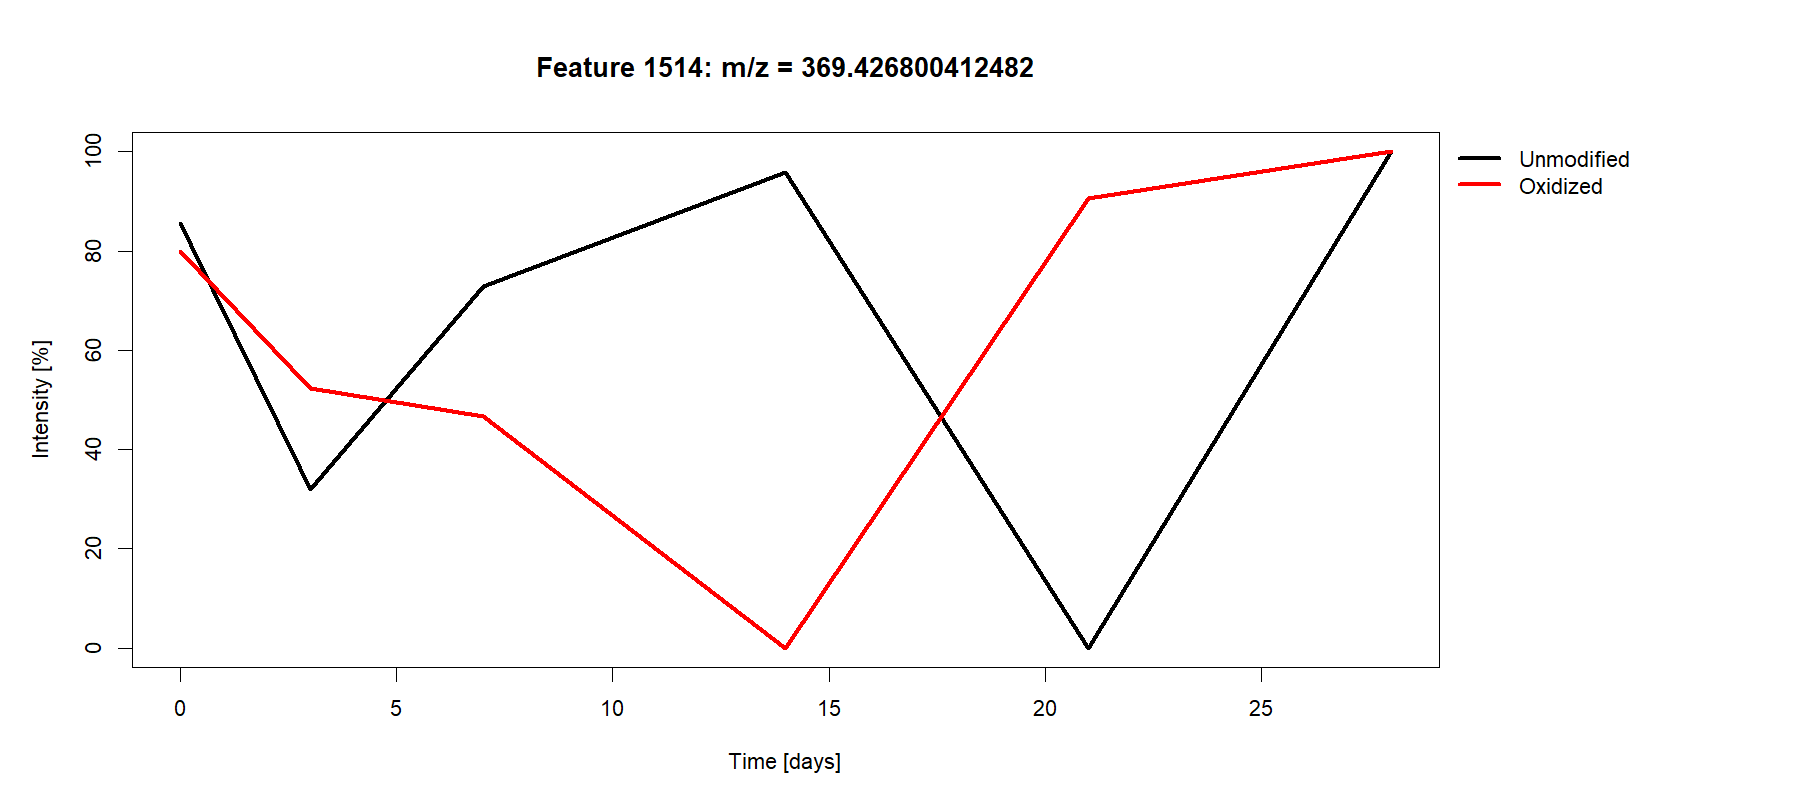 Feature 1514: m/z = 369.426800412482
Unmodified
Oxidized
Intensity [%]
100
80
60
40
20
0
0 5 10 15 20 25
Time [days]